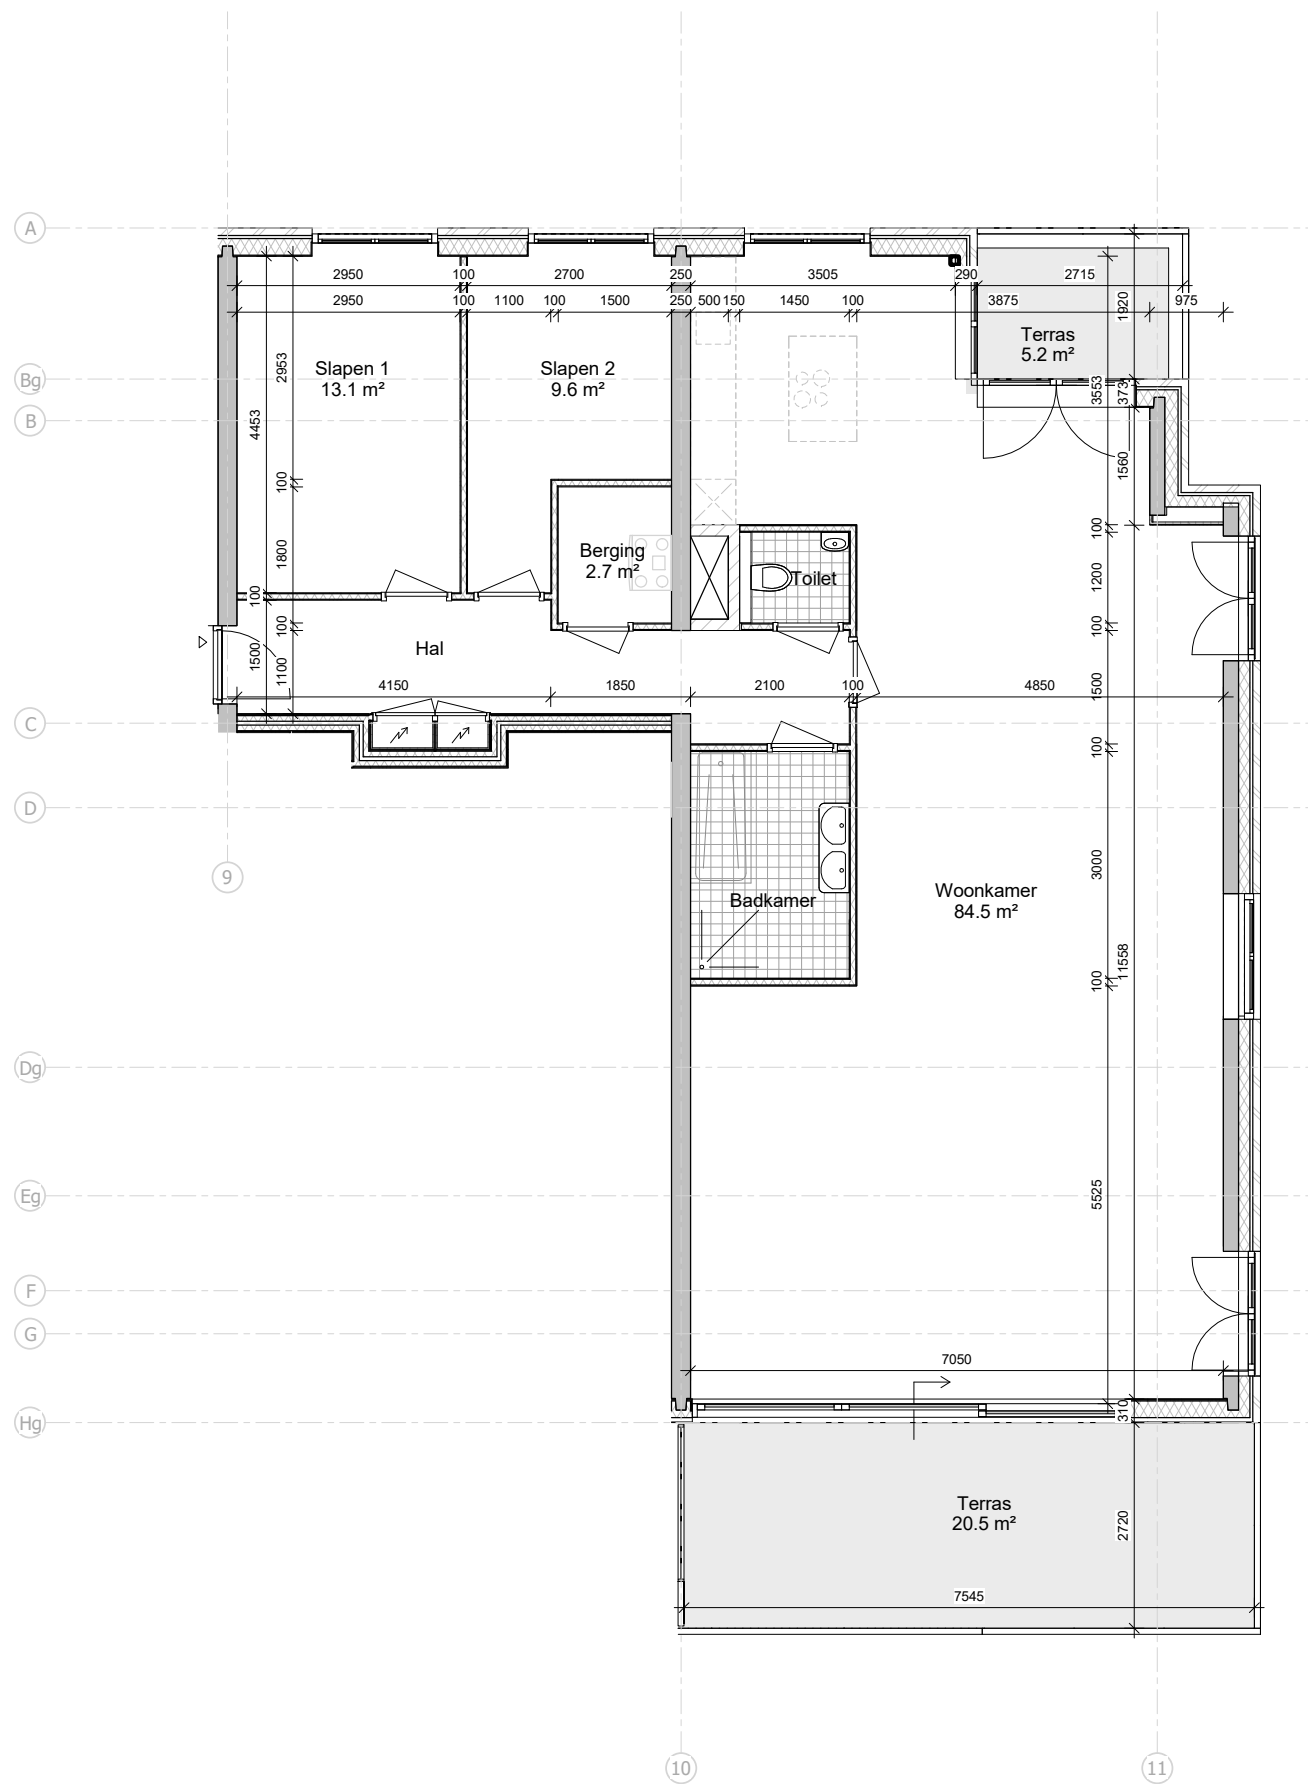 A
2950
100
2700
250
3505
290
2715
2950
100
1100
100
1500
250
500
150
1450
100
3875
975
1920
Terras
5.2 m²
Slapen 1
13.1 m²
Slapen 2
9.6 m²
Bg
B
2953
4453
3553
373
1560
100
1800
100
100
1500
1100
100
1200
100
1500
100
Berging
2.7 m²
Toilet
Hal
4150
1850
2100
100
4850
C
D
9
3000
Woonkamer
84.5 m²
Badkamer
11558
100
Dg
Eg
5525
F
G
7050
310
Hg
Terras
20.5 m²
2720
7545
10
11